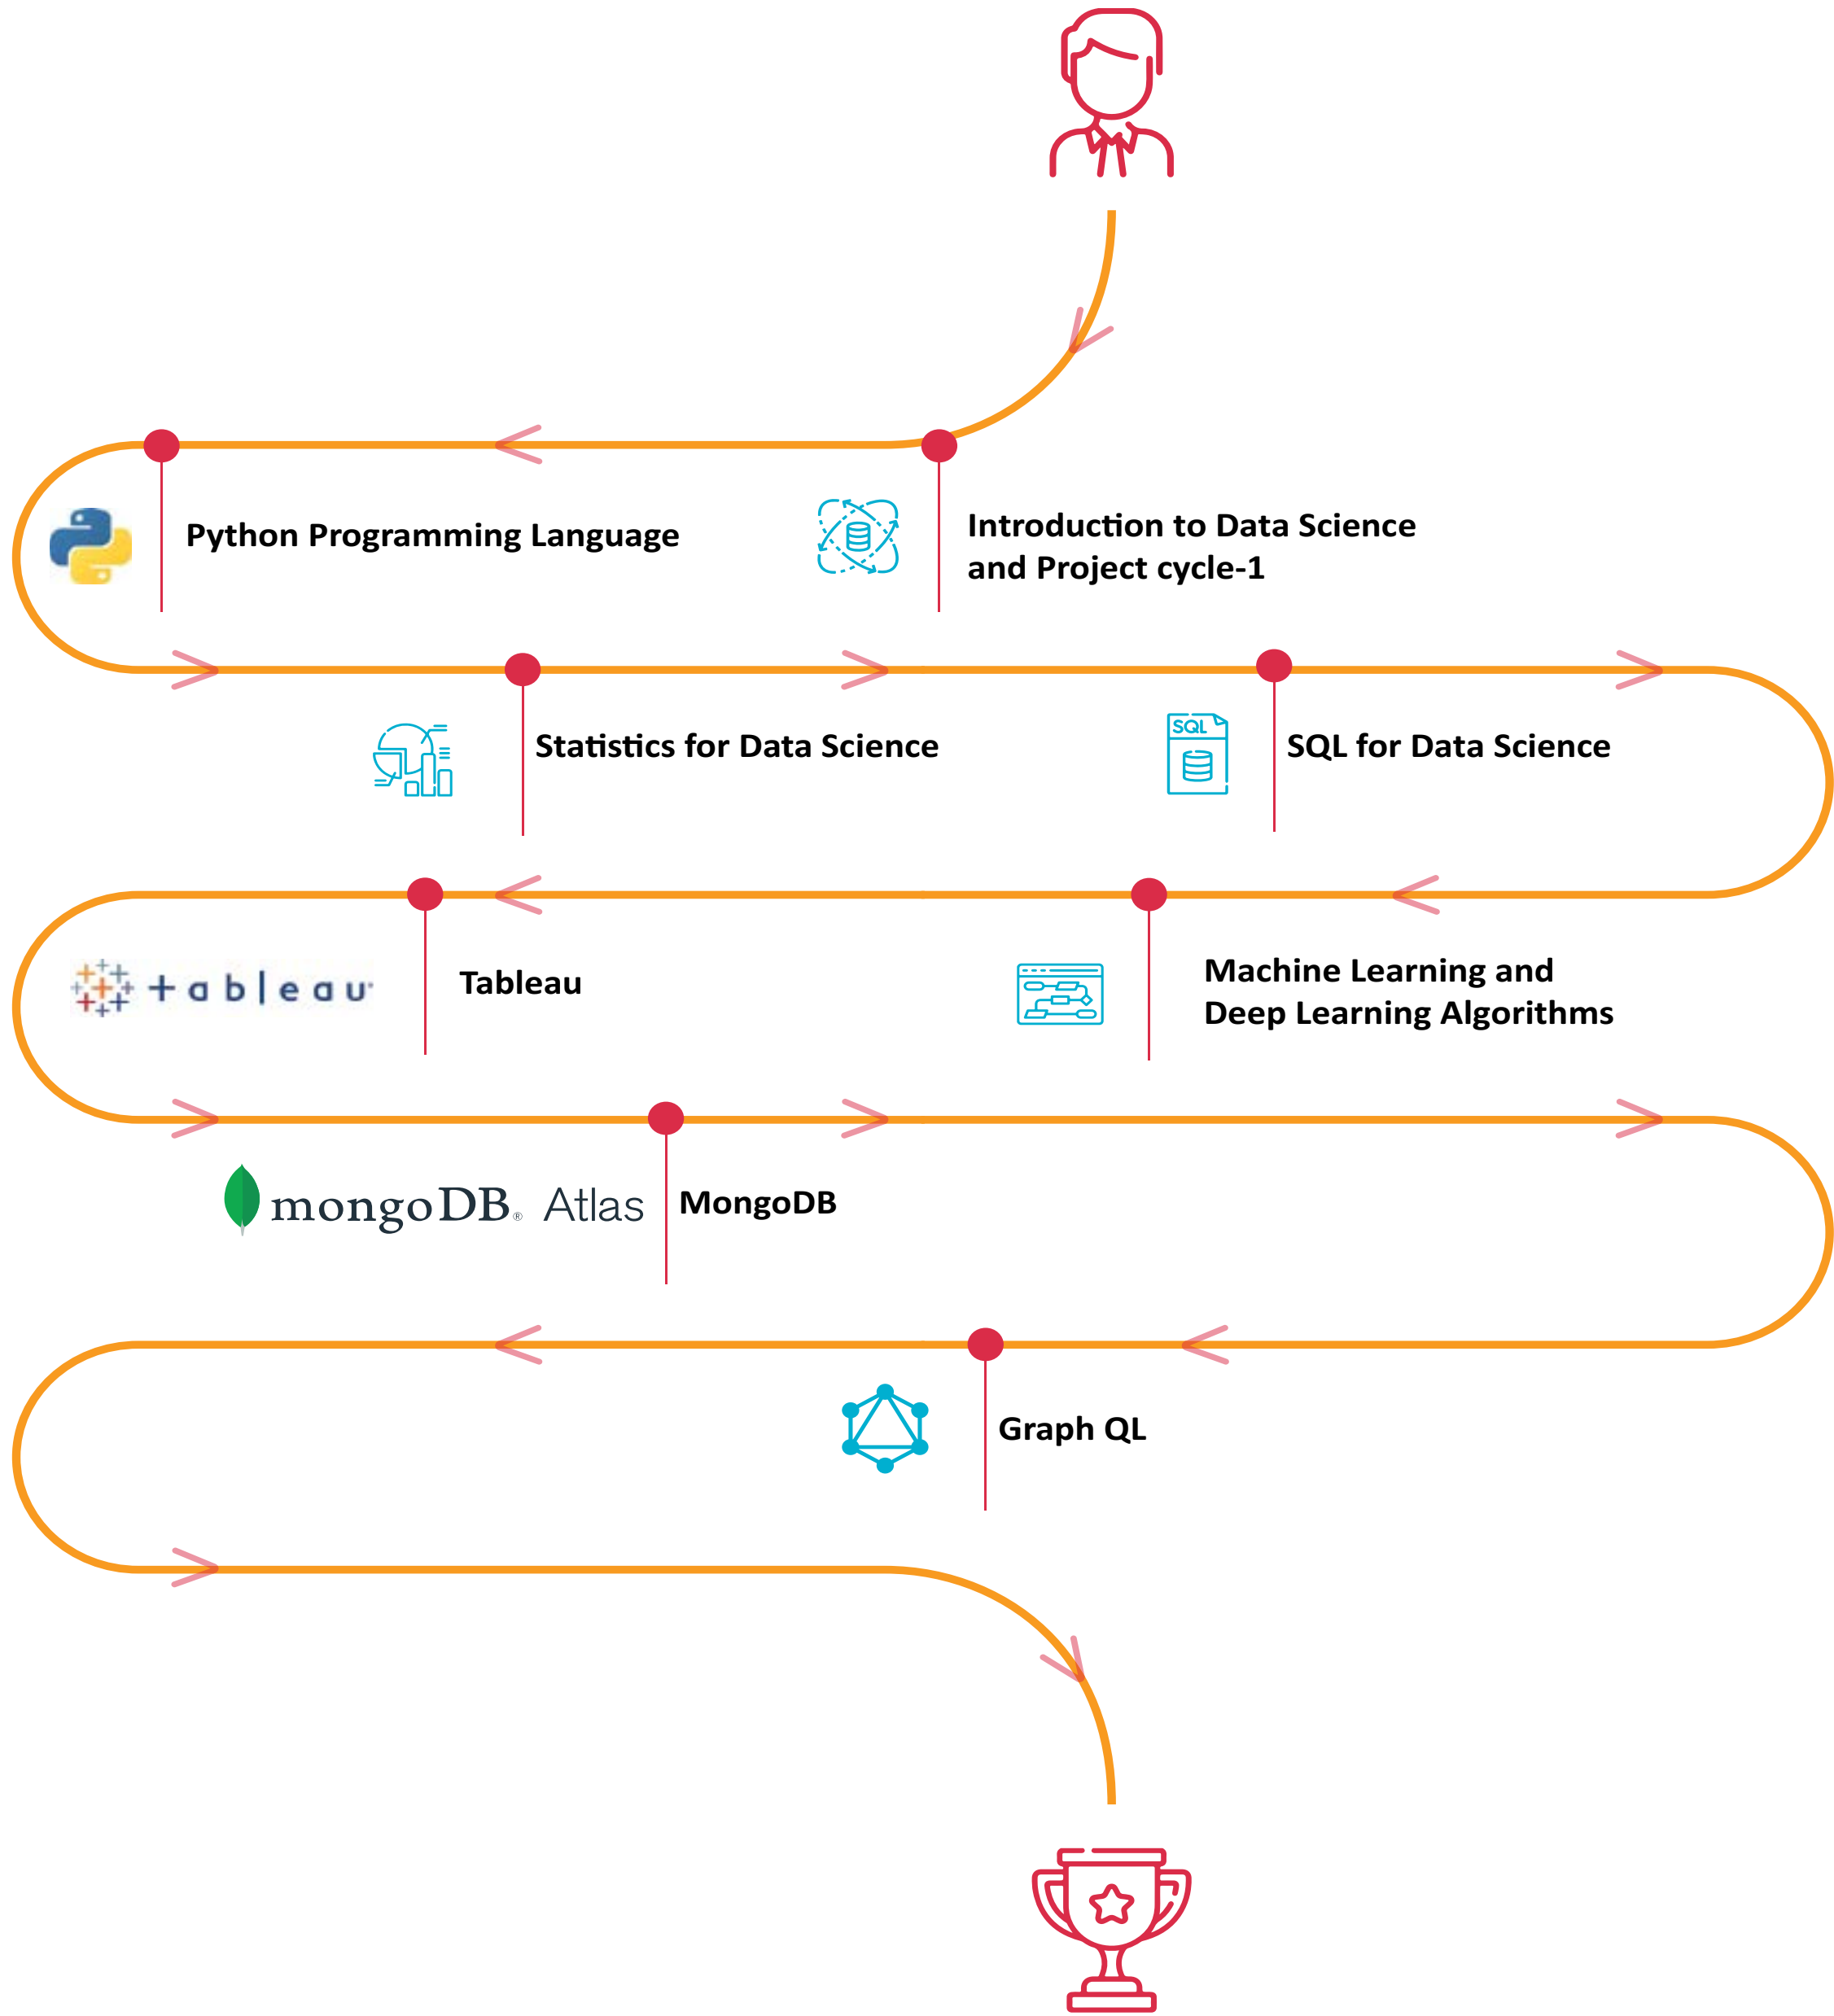 Python Programming Language
Introduction to Data Science
and Project cycle-1
Statistics for Data Science
SQL
SQL for Data Science
+ableau
Tableau
Machine Learning and
Deep Learning Algorithms
mongoDB® Atlas
MongoDB
Graph QL